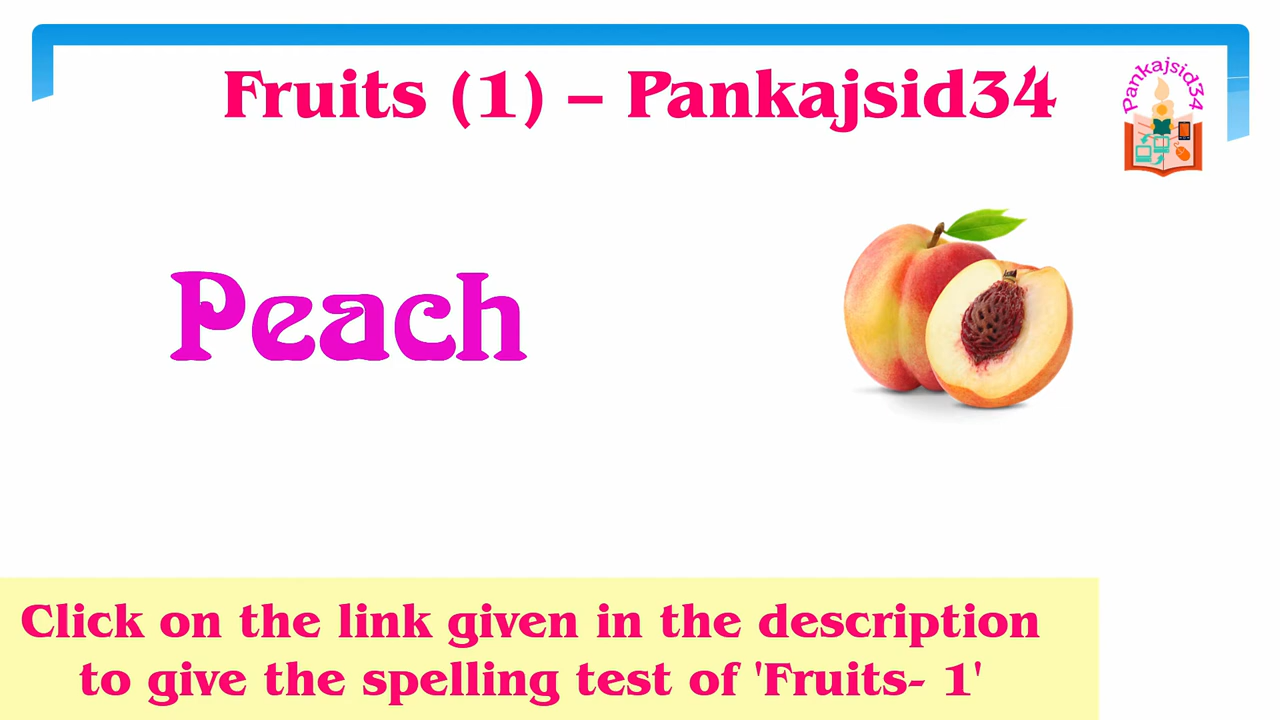 Fruits (1) – Pankajsid34
Pankajsid34
Peach
Click on the link given in the description
to give the spelling test of 'Fruits- 1'